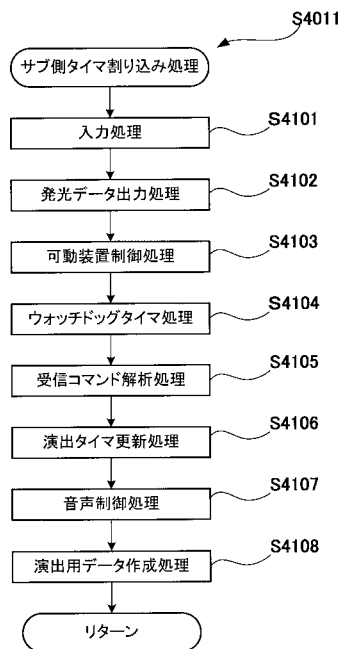 S4011
サブ側タイマ割り込み処理
入力処理
S4101
発光データ出力処理
S4102
可動装置制御処理
S4103
ウォッチドッグタイマ処理
S4104
受信コマンド解析処理
S4105
演出タイマ更新処理
S4106
音声制御処理
S4107
演出用データ作成処理
S4108
リターン